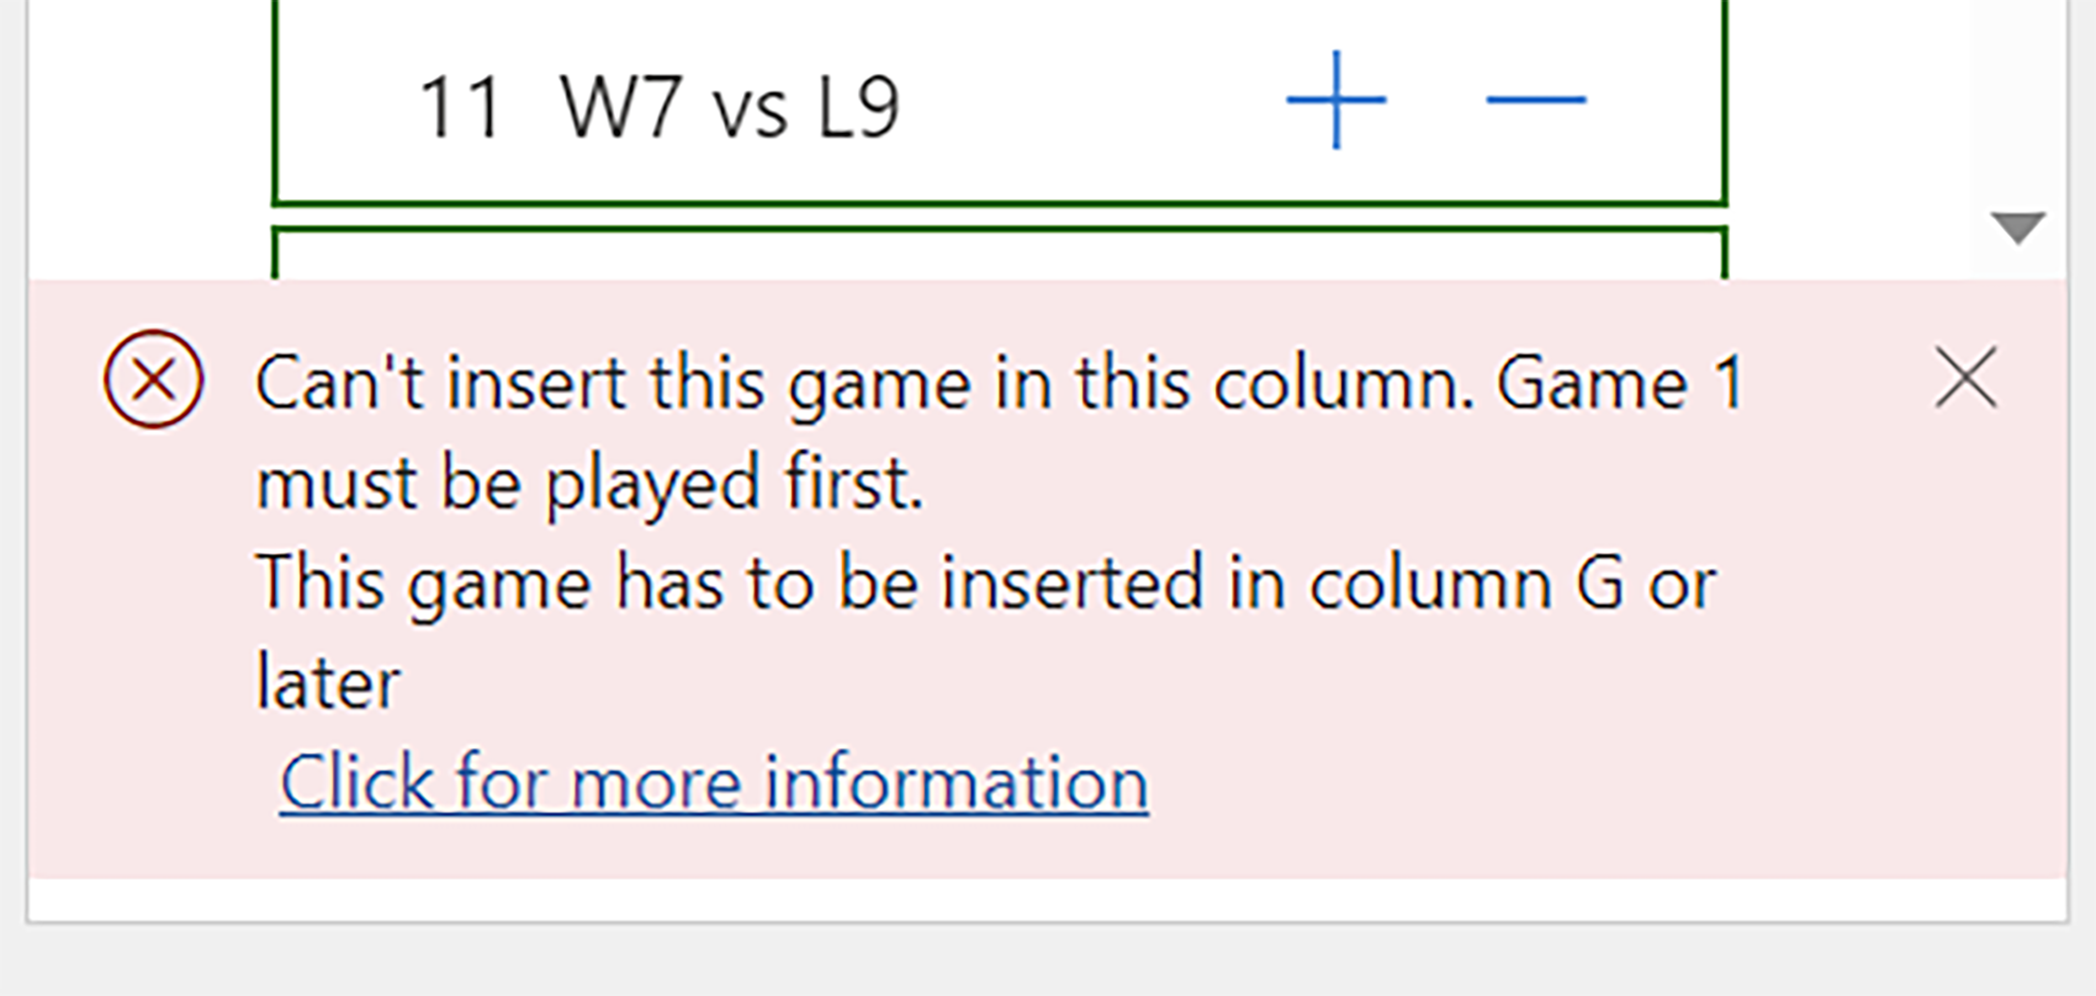 11 W7 vs L9
Can't insert this game in this column. Game 1
must be played first.
This game has to be inserted in column G or
later
Click for more information